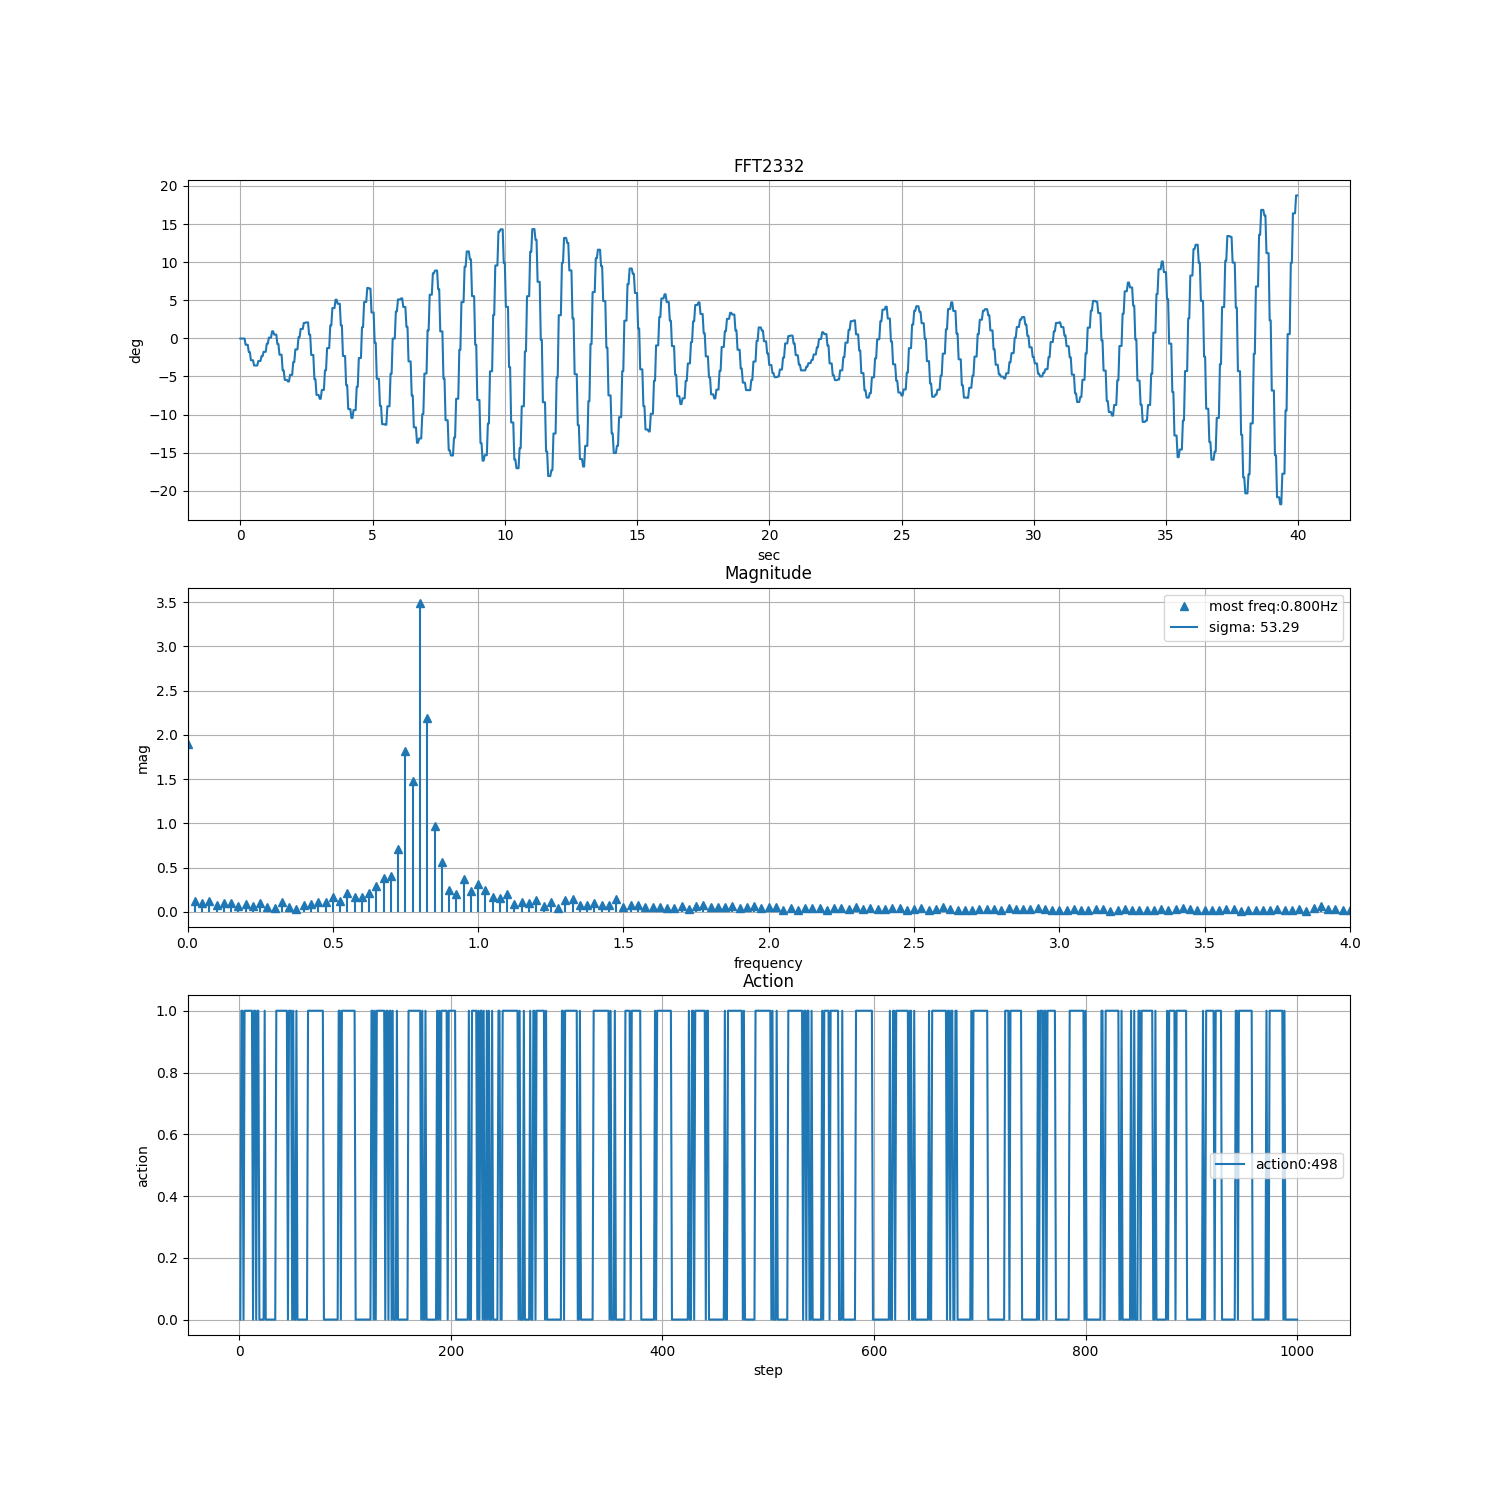 FFT2332
20
15
10
5
0
−5
−10
−15
−20
deg
0 5 10 15 20 25 30 35 40
sec
Magnitude
3.5
3.0
2.5
2.0
1.5
1.0
0.5
0.0
mag
most freq:0.800Hz
sigma: 53.29
0.0 0.5 1.0 1.5 2.0 2.5 3.0 3.5 4.0
frequency
Action
1.0
0.8
0.6
0.4
0.2
0.0
action
action0:498
0 200 400 600 800 1000
step